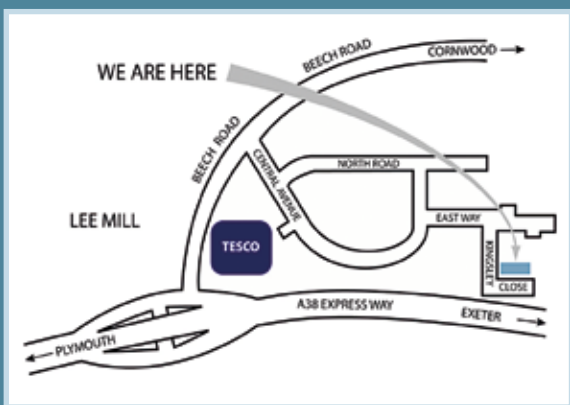 BEECH ROAD
CORNWOOD
WE ARE HERE
BEECH ROAD
CENTRAL AVENUE
NORTH ROAD
LEE MILL
TESCO
EAST WAY
KINGSLEY
CLOSE
A38 EXPRESS WAY
EXETER
PLYMOUTH